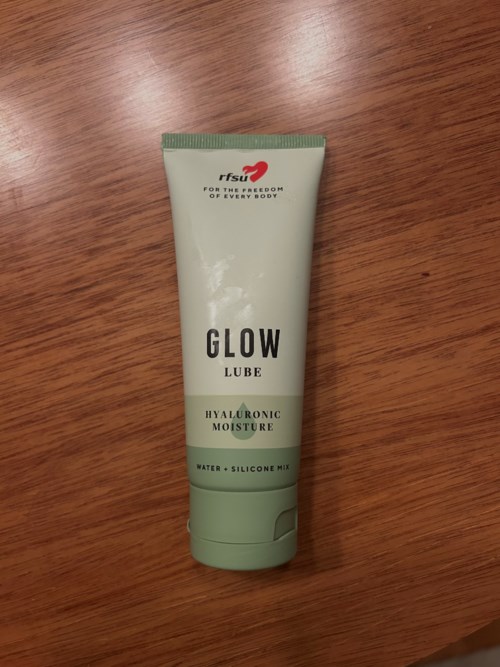 rfsu
FOR THE FREEDOM
OF EVERY BODY
GLOW
LUBE
HYALURONIC
MOISTURE
WATER + SILICONE MIX